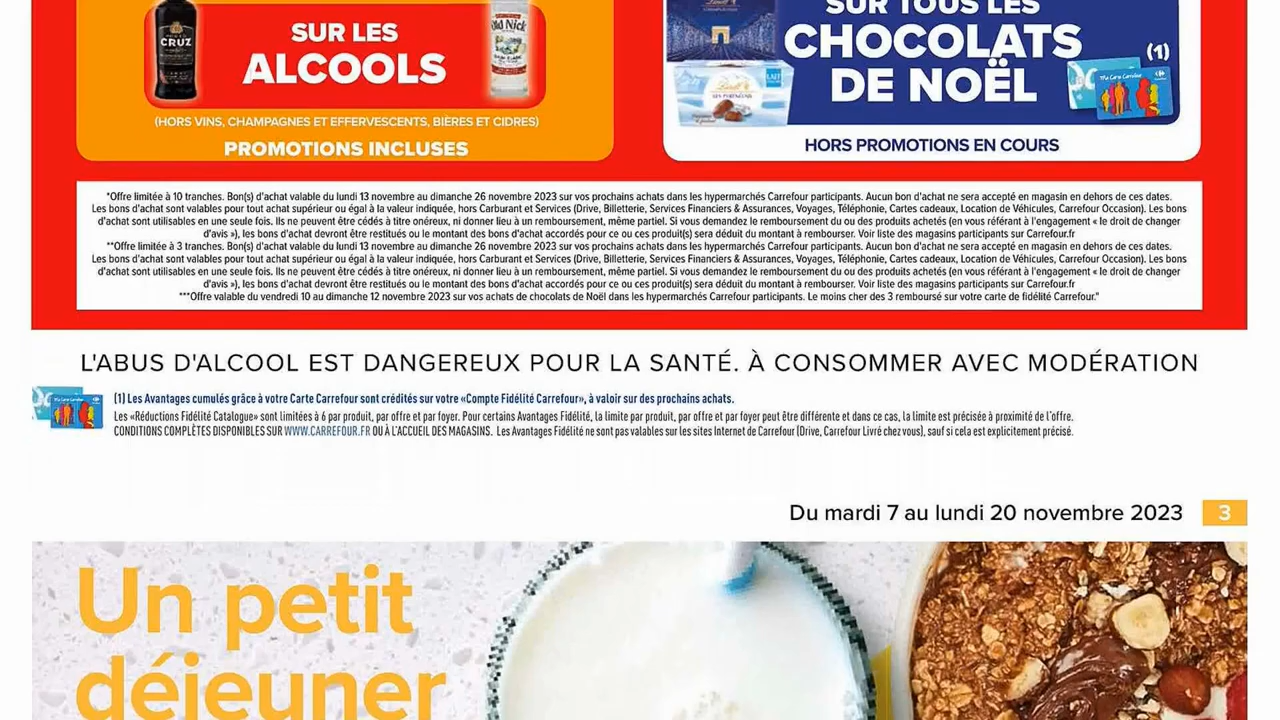 CRUZ
Old Nick
SUR LES
ALCOOLS
(HORS VINS, CHAMPAGNES ET EFFERVESCENTS, BIÈRES ET CIDRES)
PROMOTIONS INCLUSES
SUR TOUS LES
CHOCOLATS
DE NOËL
(1)
Ma Carte Carrefour
Lindt
LAIT
HORS PROMOTIONS EN COURS
*Offre limitée à 10 tranches. Bon(s) d'achat valable du lundi 13 novembre au dimanche 26 novembre 2023 sur vos prochains achats dans les hypermarchés Carrefour participants. Aucun bon d'achat ne sera accepté en magasin en dehors de ces dates.
Les bons d'achat sont valables pour tout achat supérieur ou égal à la valeur indiquée, hors Carburant et Services (Drive, Billetterie, Services Financiers & Assurances, Voyages, Téléphonie, Cartes cadeaux, Location de Véhicules, Carrefour Occasion). Les bons
d'achat sont utilisables en une seule fois. Ils ne peuvent être cédés à titre onéreux, ni donner lieu à un remboursement, même partiel. Si vous demandez le remboursement du ou des produits achetés (en vous référant à l'engagement « le droit de changer
d'avis »), les bons d'achat devront être restitués ou le montant des bons d'achat accordés pour ce ou ces produit(s) sera déduit du montant à rembourser. Voir liste des magasins participants sur Carrefour.fr
**Offre limitée à 3 tranches. Bon(s) d'achat valable du lundi 13 novembre au dimanche 26 novembre 2023 sur vos prochains achats dans les hypermarchés Carrefour participants. Aucun bon d'achat ne sera accepté en magasin en dehors de ces dates.
Les bons d'achat sont valables pour tout achat supérieur ou égal à la valeur indiquée, hors Carburant et Services (Drive, Billetterie, Services Financiers & Assurances, Voyages, Téléphonie, Cartes cadeaux, Location de Véhicules, Carrefour Occasion). Les bons
d'achat sont utilisables en une seule fois. Ils ne peuvent être cédés à titre onéreux, ni donner lieu à un remboursement, même partiel. Si vous demandez le remboursement du ou des produits achetés (en vous référant à l'engagement « le droit de changer
d'avis »), les bons d'achat devront être restitués ou le montant des bons d'achat accordés pour ce ou ces produit(s) sera déduit du montant à rembourser. Voir liste des magasins participants sur Carrefour.fr
***Offre valable du vendredi 10 au dimanche 12 novembre 2023 sur vos achats de chocolats de Noël dans les hypermarchés Carrefour participants. Le moins cher des 3 remboursé sur votre carte de fidélité Carrefour."
L'ABUS D'ALCOOL EST DANGEREUX POUR LA SANTÉ. À CONSOMMER AVEC MODÉRATION
(1) Les Avantages cumulés grâce à votre Carte Carrefour sont crédités sur votre «Compte Fidélité Carrefour», à valoir sur des prochains achats.
Les «Réductions Fidélité Catalogue» sont limitées à 6 par produit, par offre et par foyer. Pour certains Avantages Fidélité, la limite par produit, par offre et par foyer peut être différente et dans ce cas, la limite est précisée à proximité de l'offre.
CONDITIONS COMPLÈTES DISPONIBLES SUR WWW.CARREFOUR.FR OU À L'ACCUEIL DES MAGASINS. Les Avantages Fidélité ne sont pas valables sur les sites Internet de Carrefour (Drive, Carrefour Livré chez vous), sauf si cela est explicitement précisé.
Du mardi 7 au lundi 20 novembre 2023 3
Un petit
déjeuner